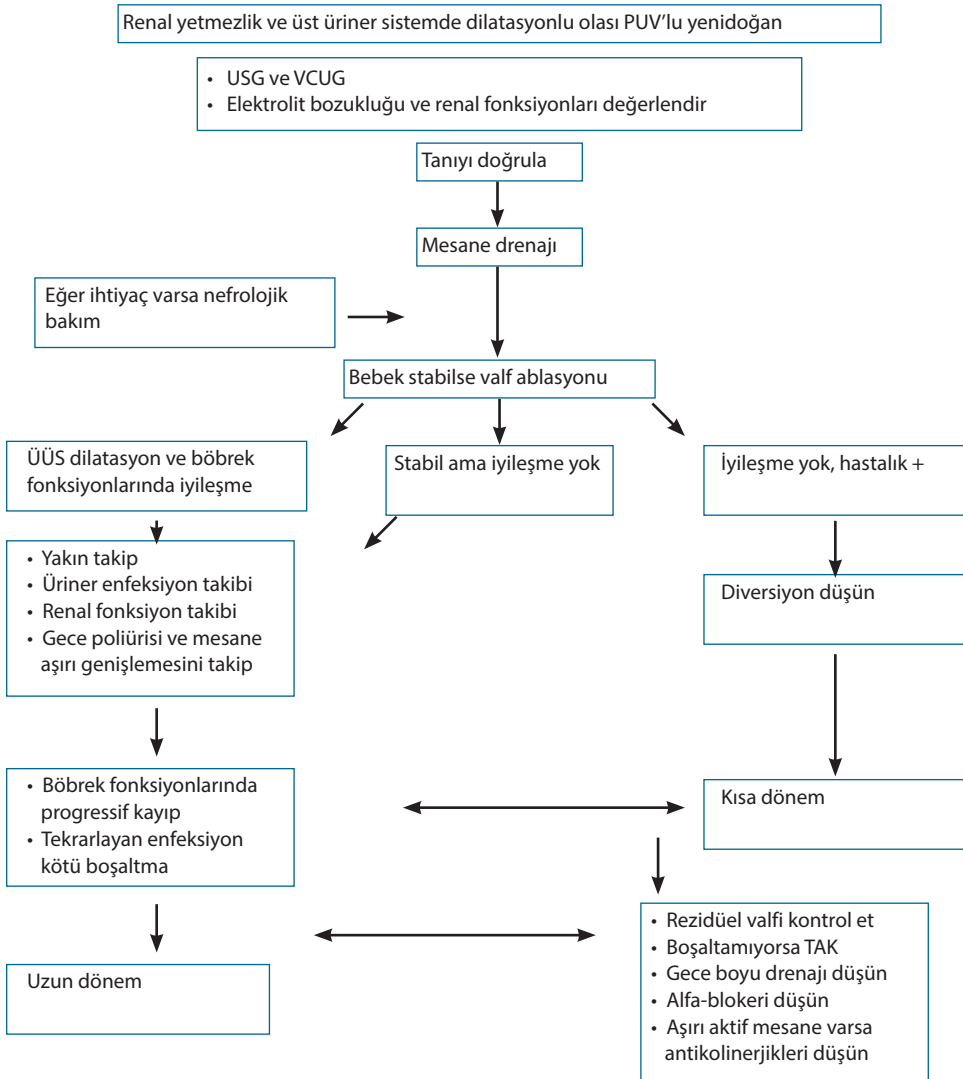 Renal yetmezlik ve üst üriner sistemde dilatasyonlu olası PUV’lu yenidoğan
• USG ve VCUG
• Elektrolit bozukluğu ve renal fonksiyonları değerlendir
Tanıyı doğrula
Mesane drenajı
Eğer ihtiyaç varsa nefrolojik
bakım
Bebek stabilse valf ablasyonu
ÜÜS dilatasyon ve böbrek
fonksiyonlarında iyileşme
Stabil ama iyileşme yok
İyileşme yok, hastalık +
• Yakın takip
• Üriner enfeksiyon takibi
• Renal fonksiyon takibi
• Gece poliürisi ve mesane
aşırı genişlemesini takip
Diversiyon düşün
• Böbrek fonksiyonlarında
progressif kayıp
• Tekrarlayan enfeksiyon
kötü boşaltma
Kısa dönem
Uzun dönem
• Rezidüel valfi kontrol et
• Boşaltamıyorsa TAK
• Gece boyu drenajı düşün
• Alfa-blokeri düşün
• Aşırı aktif mesane varsa
antikolinerjikleri düşün